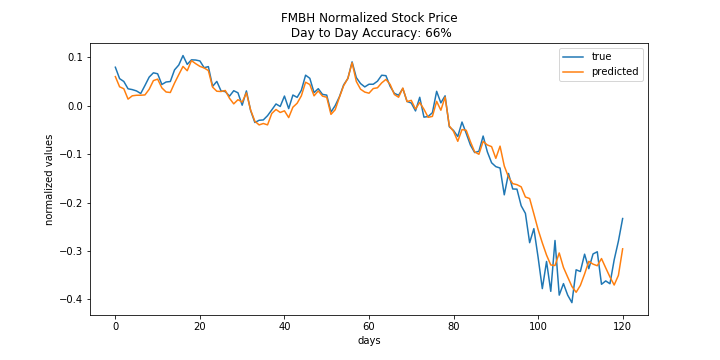 FMBH Normalized Stock Price
Day to Day Accuracy: 66%
true
predicted
normalized values
0.1
0.0
−0.1
−0.2
−0.3
−0.4
0
20
40
60
80
100
120
days